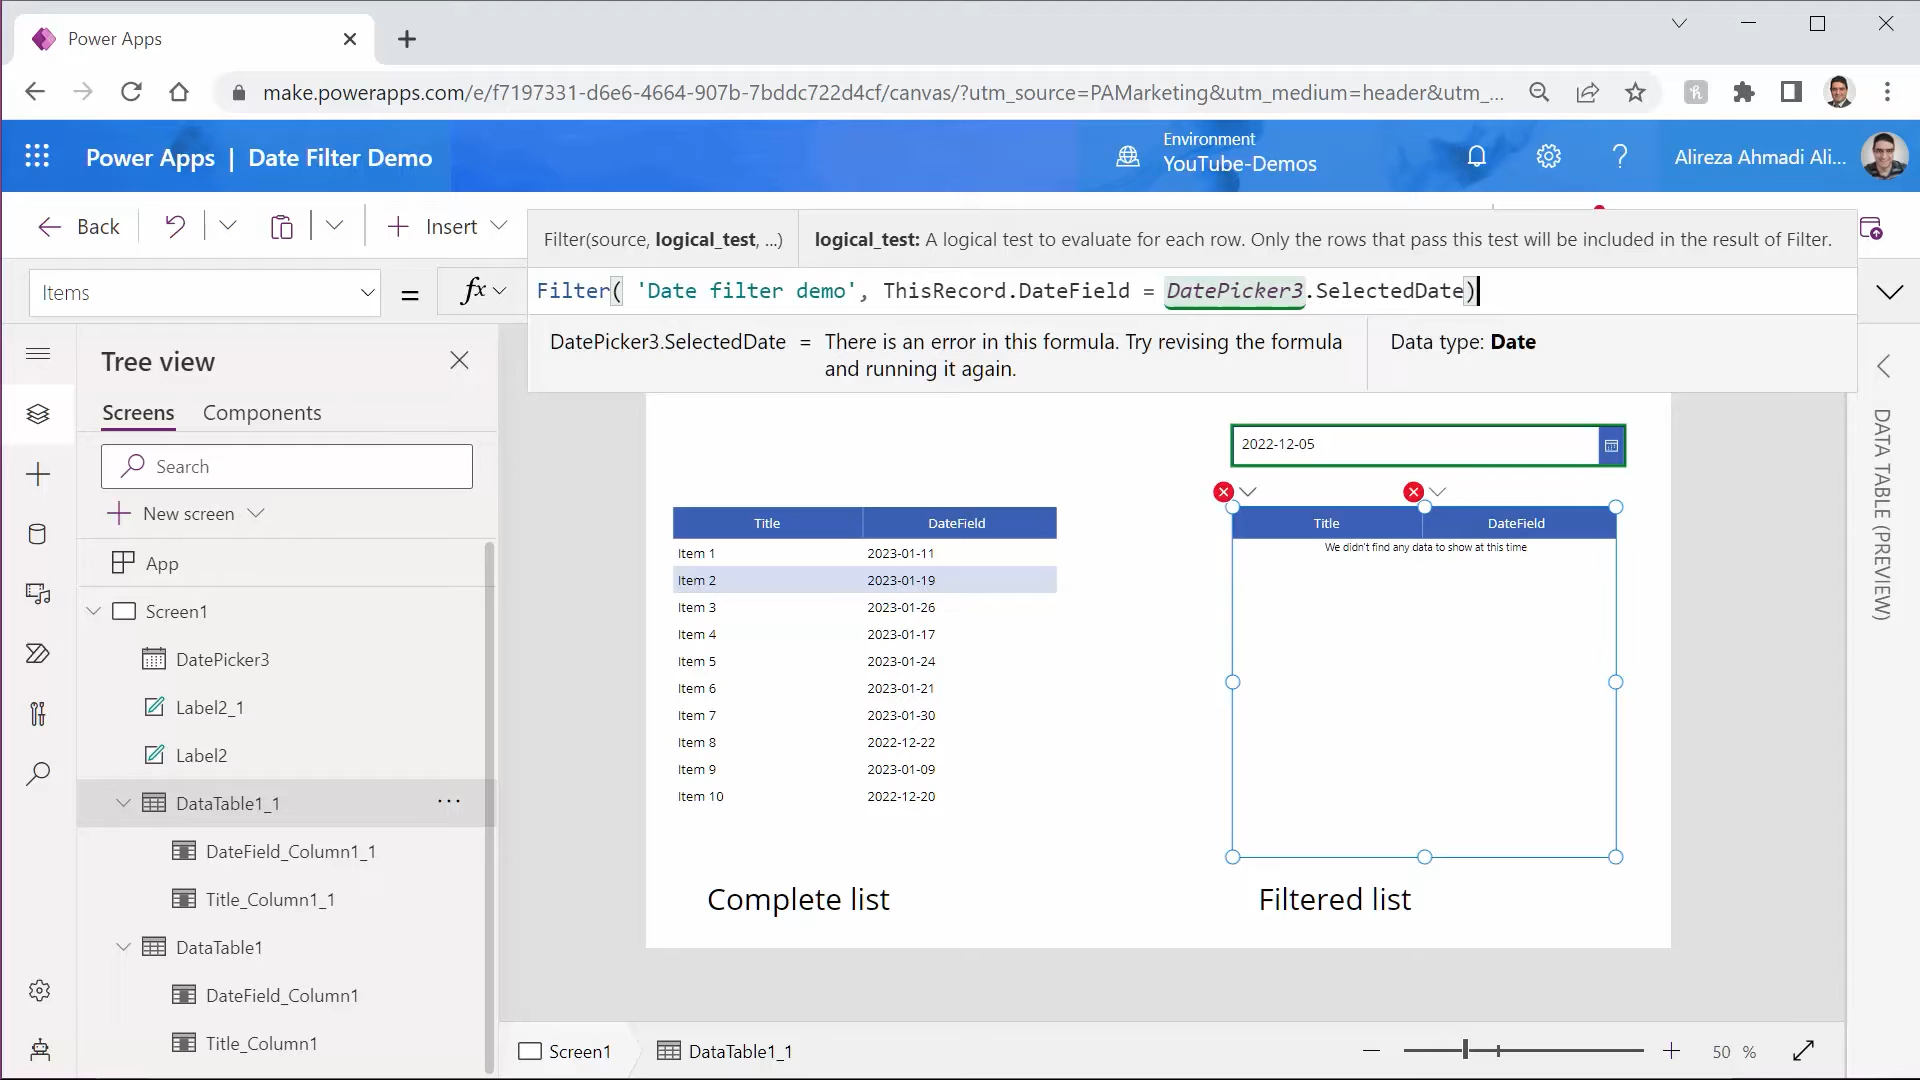 Power Apps
make.powerapps.com/e/f7197331-d6e6-4664-907b-7bddc722d4cf/canvas/?utm_source=PAMarketing&utm_medium=header&utm_...
Power Apps | Date Filter Demo
Environment
YouTube-Demos
Alireza Ahmadi Ali...
Back
Insert
Filter(source, logical_test, ...)
logical_test: A logical test to evaluate for each row. Only the rows that pass this test will be included in the result of Filter.
Items
=
fx
Filter( 'Date filter demo', ThisRecord.DateField = DatePicker3.SelectedDate)
DatePicker3.SelectedDate = There is an error in this formula. Try revising the formula
and running it again.
Data type: Date
Tree view
Screens
Components
Search
New screen
App
Screen1
DatePicker3
Label2_1
Label2
DataTable1_1
DateField_Column1_1
Title_Column1_1
DataTable1
DateField_Column1
Title_Column1
2022-12-05
Title DateField
Item 1 2023-01-11
Item 2 2023-01-19
Item 3 2023-01-26
Item 4 2023-01-17
Item 5 2023-01-24
Item 6 2023-01-21
Item 7 2023-01-30
Item 8 2022-12-22
Item 9 2023-01-09
Item 10 2022-12-20
Complete list
Title DateField
We didn't find any data to show at this time
Filtered list
DATA TABLE (PREVIEW)
Screen1
DataTable1_1
50 %